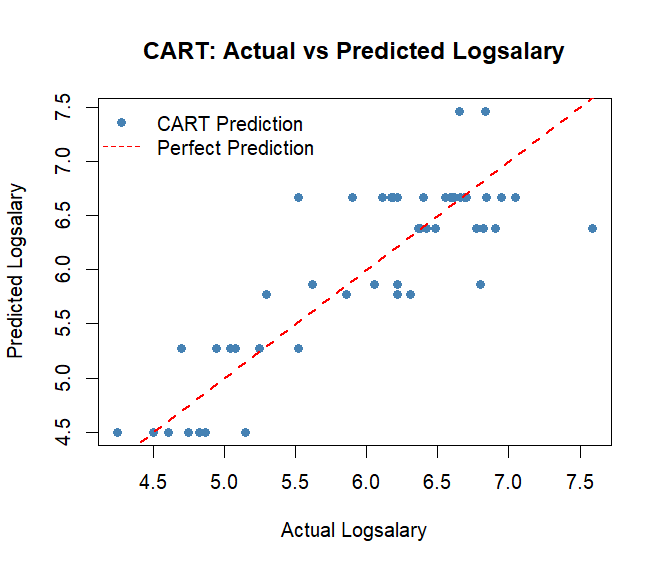 CART: Actual vs Predicted Logsalary
CART Prediction
Perfect Prediction
Predicted Logsalary
7.5
7.0
6.5
6.0
5.5
5.0
4.5
4.5 5.0 5.5 6.0 6.5 7.0 7.5
Actual Logsalary